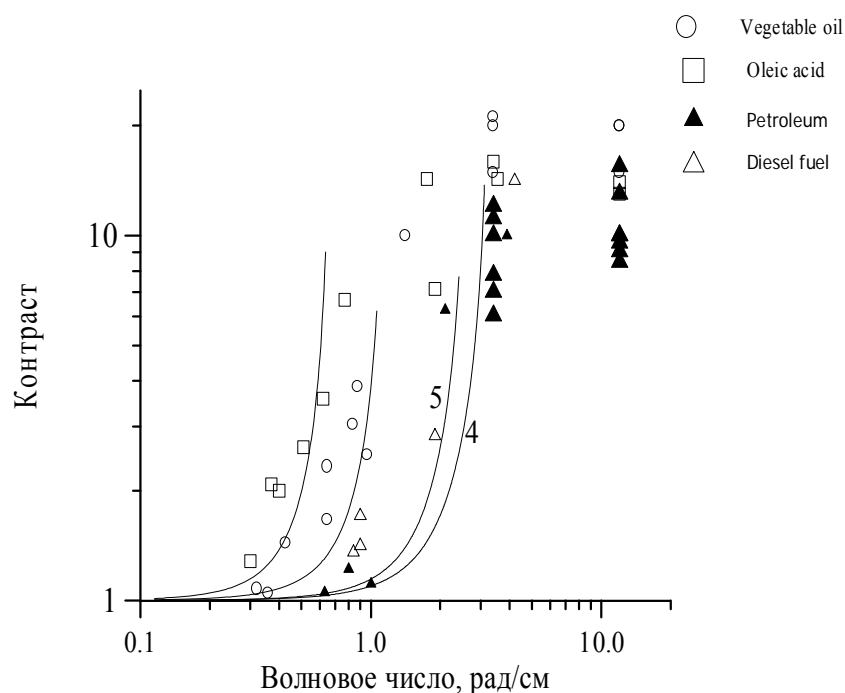 Vegetable oil
Oleic acid
Petroleum
Diesel fuel
10
Контраст
5
4
1
0.1
1.0
10.0
Волновое число, рад/см